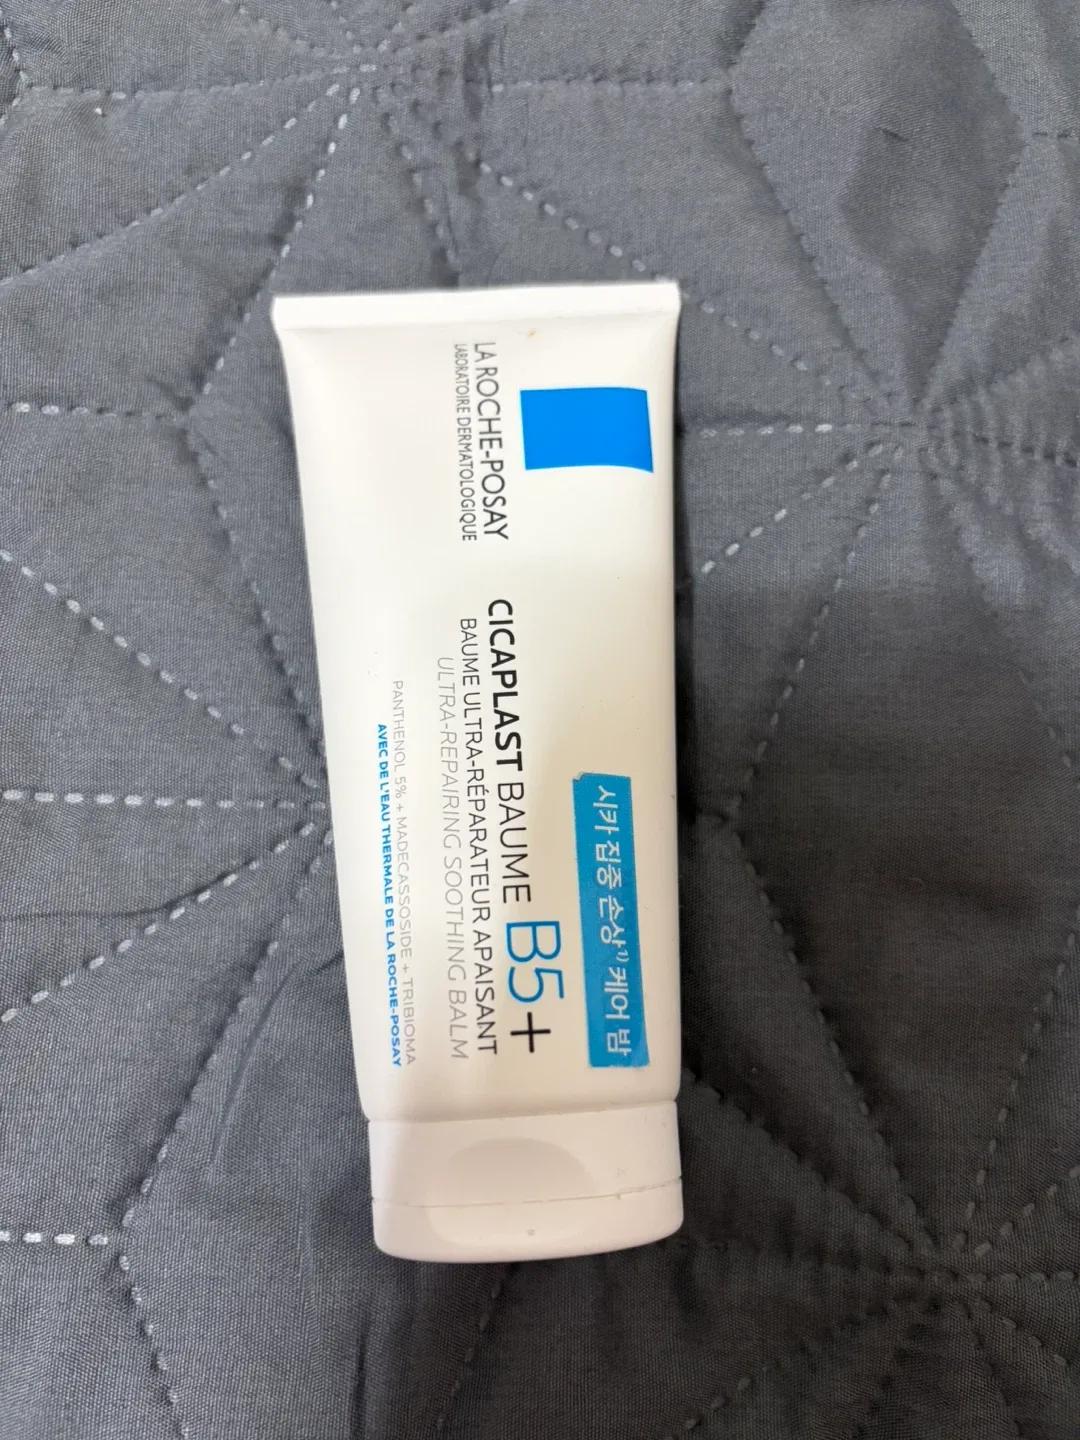 LA ROCHE-POSAY
LABORATOIRE DERMATOLOGIQUE
시카 집중 손상¹⁾ 케어 밤
CICAPLAST BAUME B5+
BAUME ULTRA-RÉPARATEUR APAISANT
ULTRA-REPAIRING SOOTHING BALM
PANTHENOL 5% + MADECASSOSIDE + TRIBIOMA
AVEC DE L'EAU THERMALE DE LA ROCHE-POSAY